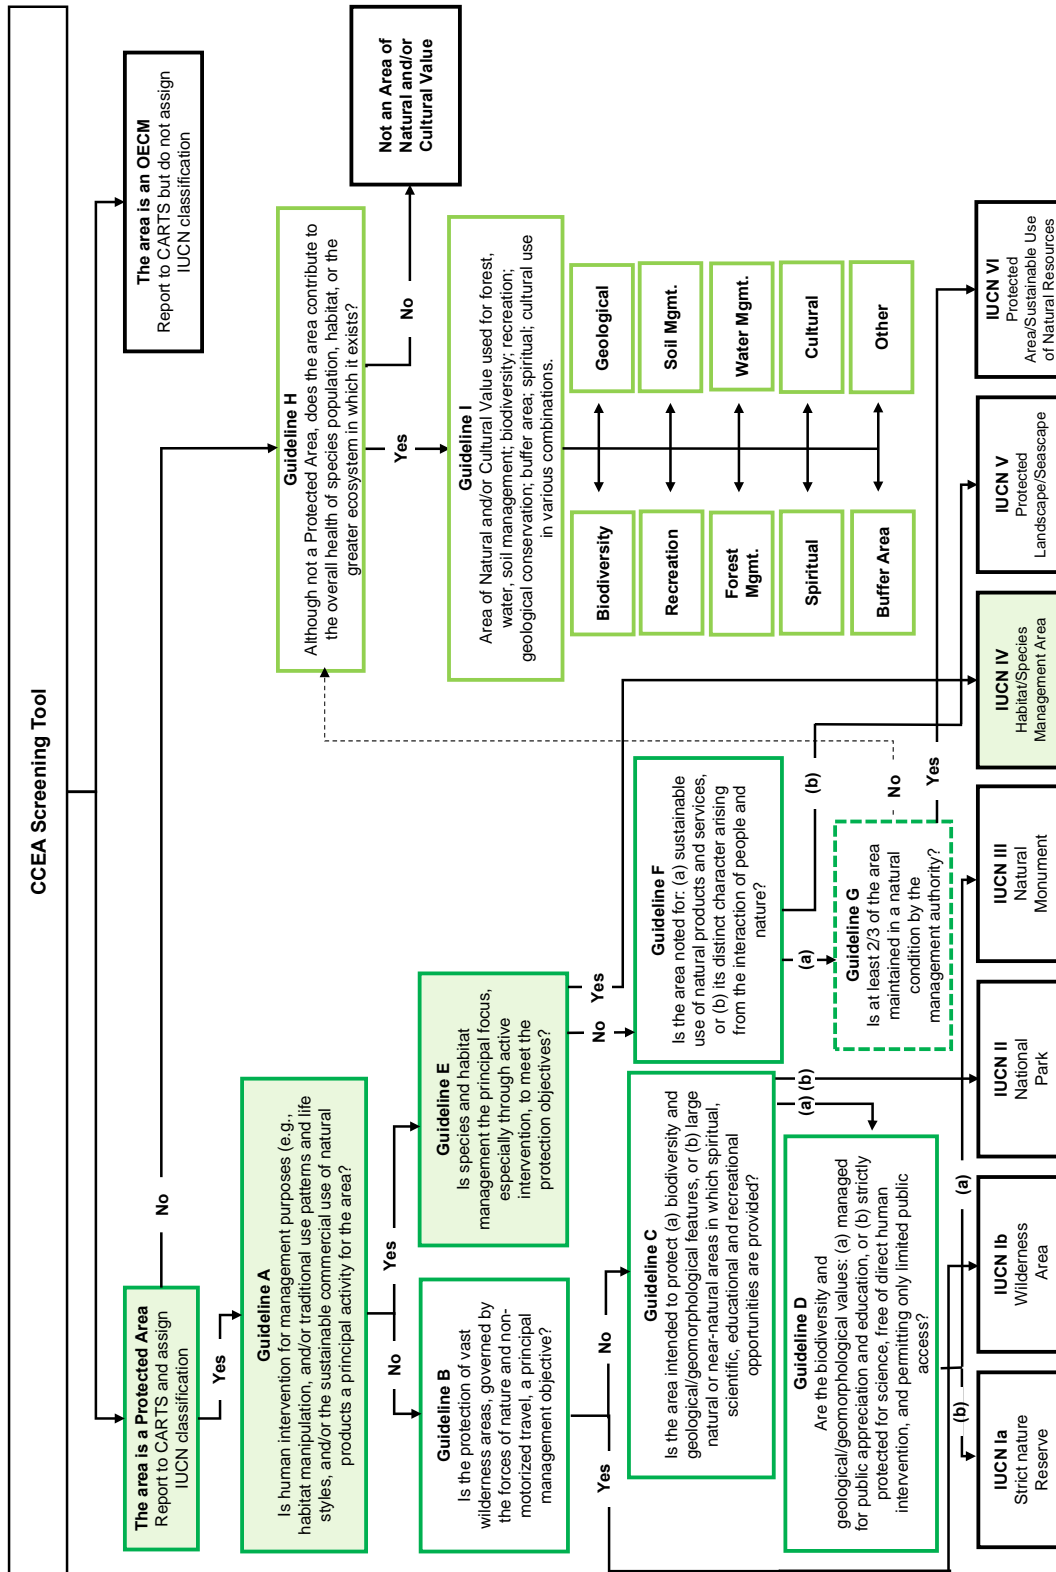 CCEA Screening Tool
The area is a Protected Area
Report to CARTS and assign
IUCN classification
The area is an OECM
Report to CARTS but do not assign
IUCN classification
Yes
No
Guideline A
Is human intervention for management purposes (e.g.,
habitat manipulation, and/or traditional use patterns and life
styles, and/or the sustainable commercial use of natural
products a principal activity for the area?
Guideline H
Although not a Protected Area, does the area contribute to
the overall health of species population, habitat, or the
greater ecosystem in which it exists?
No
Yes
Yes
No
Not an Area of
Natural and/or
Cultural Value
Guideline B
Is the protection of vast
wilderness areas, governed by
the forces of nature and non-
motorized travel, a principal
management objective?
Guideline E
Is species and habitat
management the principal focus,
especially through active
intervention, to meet the
protection objectives?
Guideline I
Area of Natural and/or Cultural Value used for forest,
water, soil management; biodiversity; recreation;
geological conservation; buffer area; spiritual; cultural use
in various combinations.
Yes
No
No
Yes
Biodiversity
Geological
Recreation
Soil Mgmt.
Forest
Mgmt.
Water Mgmt.
Spiritual
Cultural
Buffer Area
Other
Guideline C
Is the area intended to protect (a) biodiversity and
geological/geomorphological features, or (b) large
natural or near-natural areas in which spiritual,
scientific, educational and recreational
opportunities are provided?
Guideline F
Is the area noted for: (a) sustainable
use of natural products and services,
or (b) its distinct character arising
from the interaction of people and
nature?
(a)
(b)
(a)
(b)
Guideline D
Are the biodiversity and
geological/geomorphological values: (a) managed
for public appreciation and education, or (b) strictly
protected for science, free of direct human
intervention, and permitting only limited public
access?
Guideline G
Is at least 2/3 of the area
maintained in a natural
condition by the
management authority?
No
Yes
(b)
(a)
IUCN Ia
Strict nature
Reserve
IUCN Ib
Wilderness
Area
IUCN II
National
Park
IUCN III
Natural
Monument
IUCN IV
Habitat/Species
Management Area
IUCN V
Protected
Landscape/Seascape
IUCN VI
Protected
Area/Sustainable Use
of Natural Resources